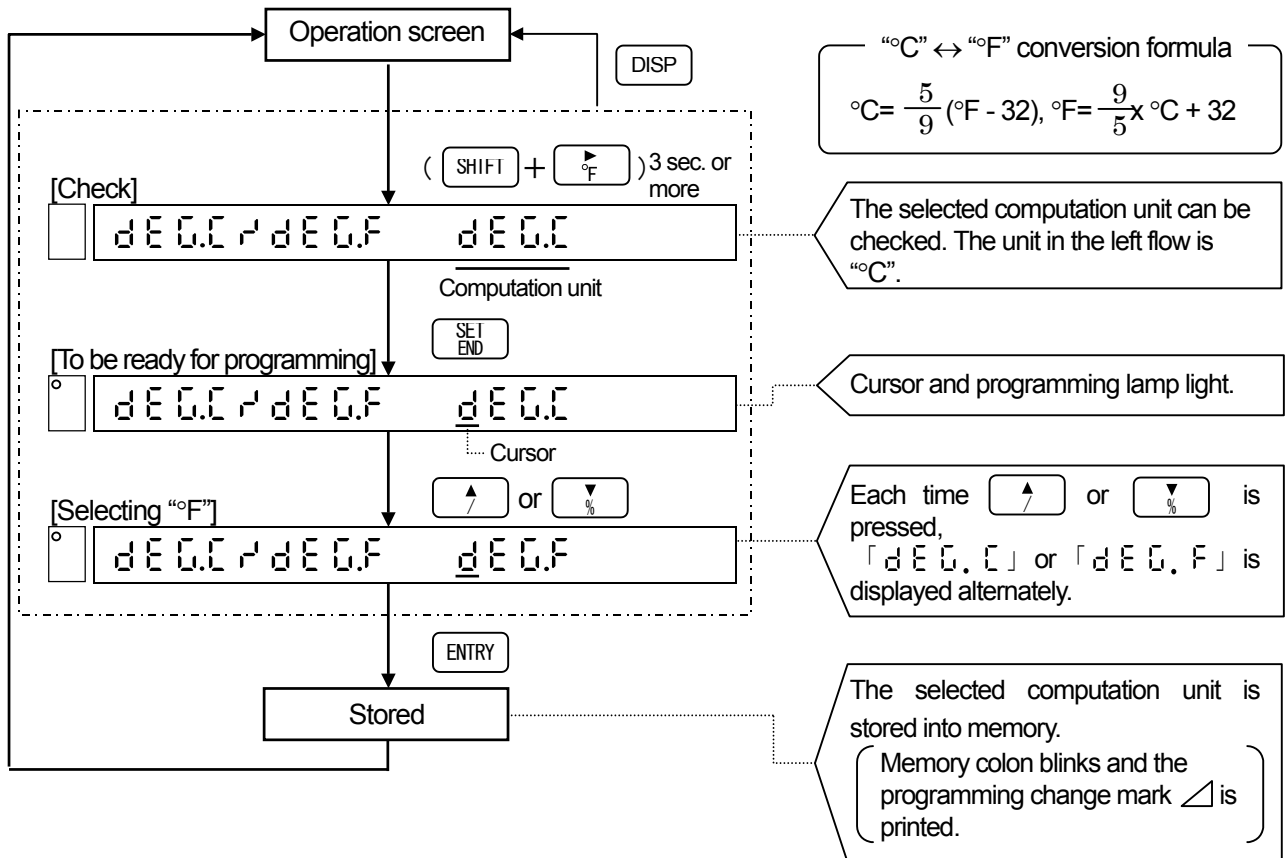 Operation screen
DISP
“°C” ↔ “°F” conversion formula
°C= 5/9 (°F - 32), °F= 9/5 x °C + 32
( SHIFT + ▶ °F ) 3 sec. or
more
[Check]
dEG.C / dEG.F dEG.C
Computation unit
The selected computation unit can be
checked. The unit in the left flow is
“°C”.
SET
END
[To be ready for programming]
dEG.C / dEG.F dEG.C
Cursor
Cursor and programming lamp light.
▲ / or ▼ %
[Selecting “°F”]
dEG.C / dEG.F dEG.F
Each time ▲ / or ▼ % is
pressed,
「dEG.C」 or 「dEG.F」 is
displayed alternately.
ENTRY
Stored
The selected computation unit is
stored into memory.
Memory colon blinks and the
programming change mark ◿ is
printed.